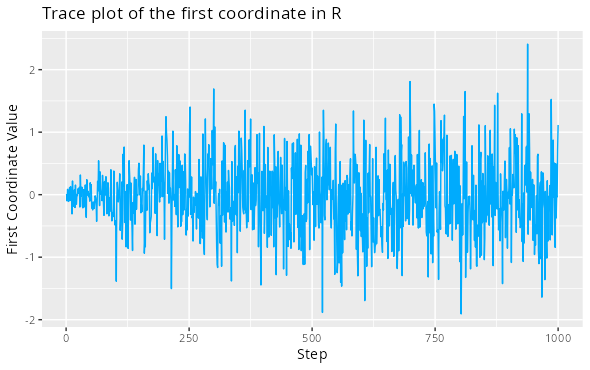 Trace plot of the first coordinate in R
First Coordinate Value
2
1
0
-1
-2
0 250 500 750 1000
Step